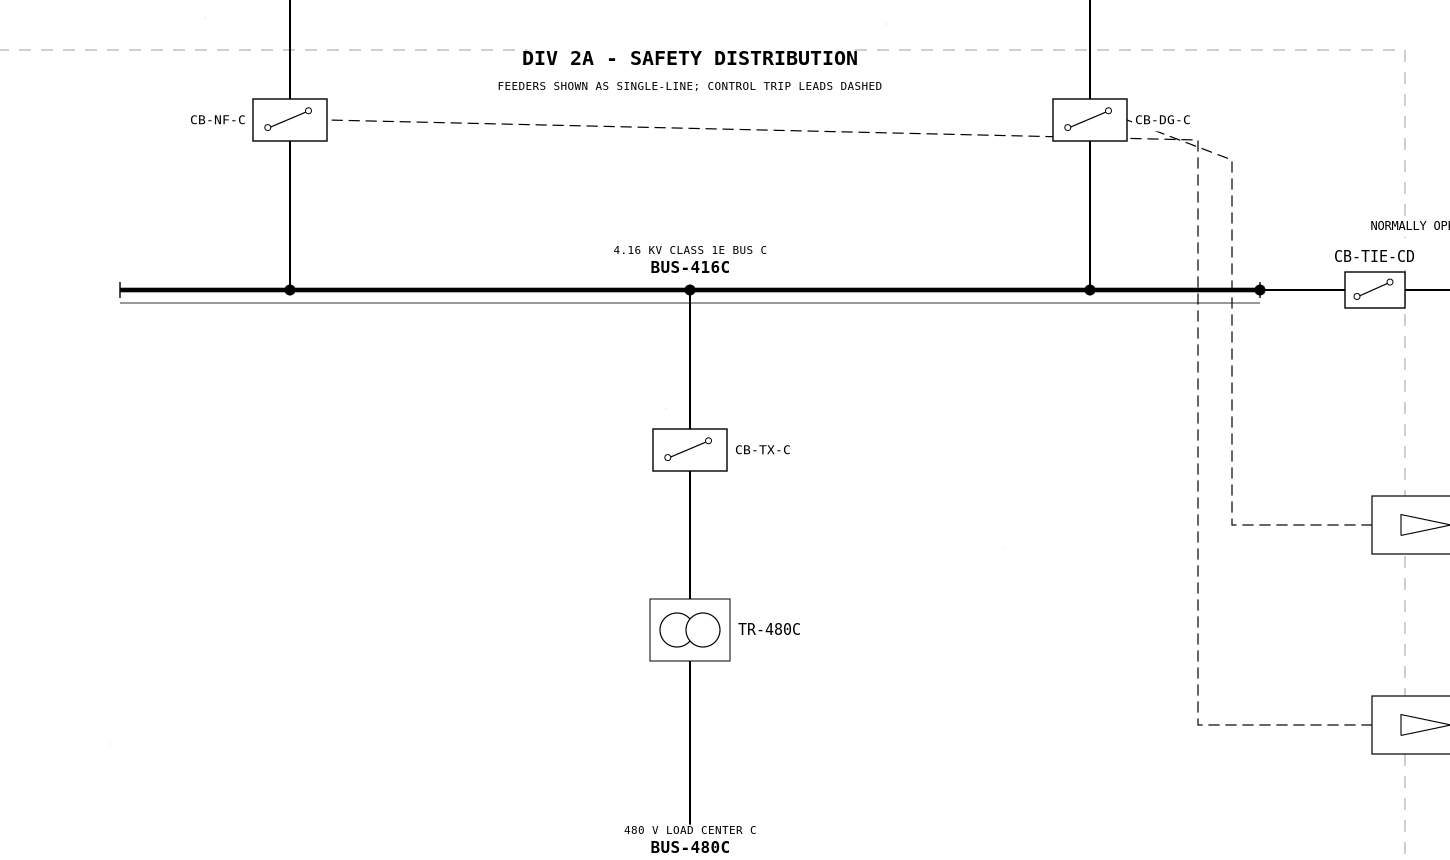 DIV 2A - SAFETY DISTRIBUTION
FEEDERS SHOWN AS SINGLE-LINE; CONTROL TRIP LEADS DASHED
CB-NF-C
CB-DG-C
NORMALLY
4.16 KV CLASS 1E BUS C
BUS-416C
CB-TIE-CD
CB-TX-C
TR-480C
480 V LOAD CENTER C
BUS-480C